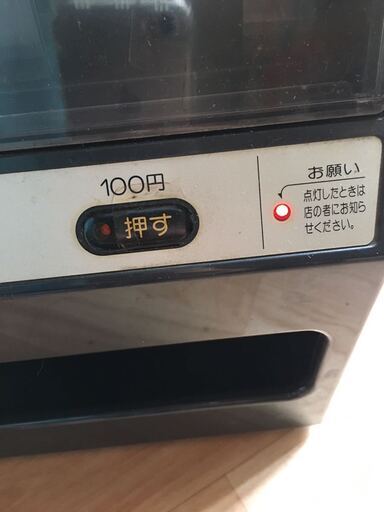 100円
押す
お願い
点灯したときは
店の者にお知ら
せください。